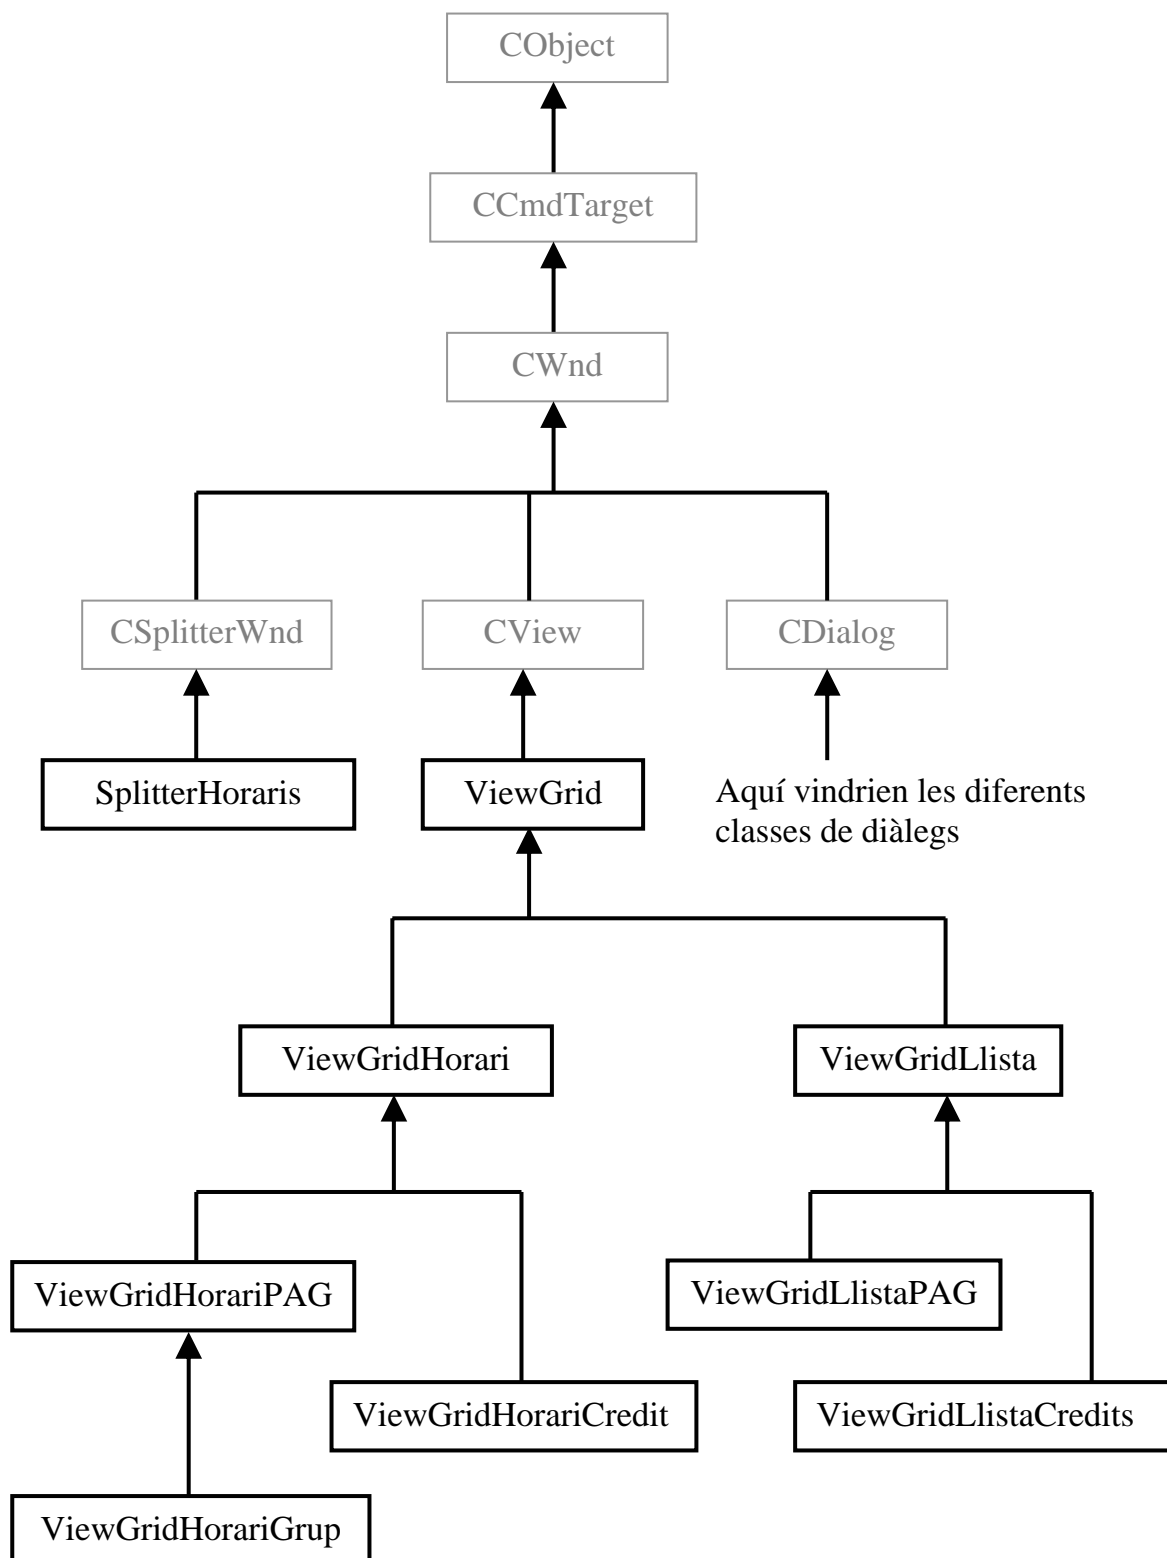 CObject
CCmdTarget
CWnd
CSplitterWnd
CView
CDialog
SplitterHoraris
ViewGrid
Aquí vindrien les diferents
classes de diàlegs
ViewGridHorari
ViewGridLlista
ViewGridHorariPAG
ViewGridLlistaPAG
ViewGridHorariCredit
ViewGridLlistaCredits
ViewGridHorariGrup